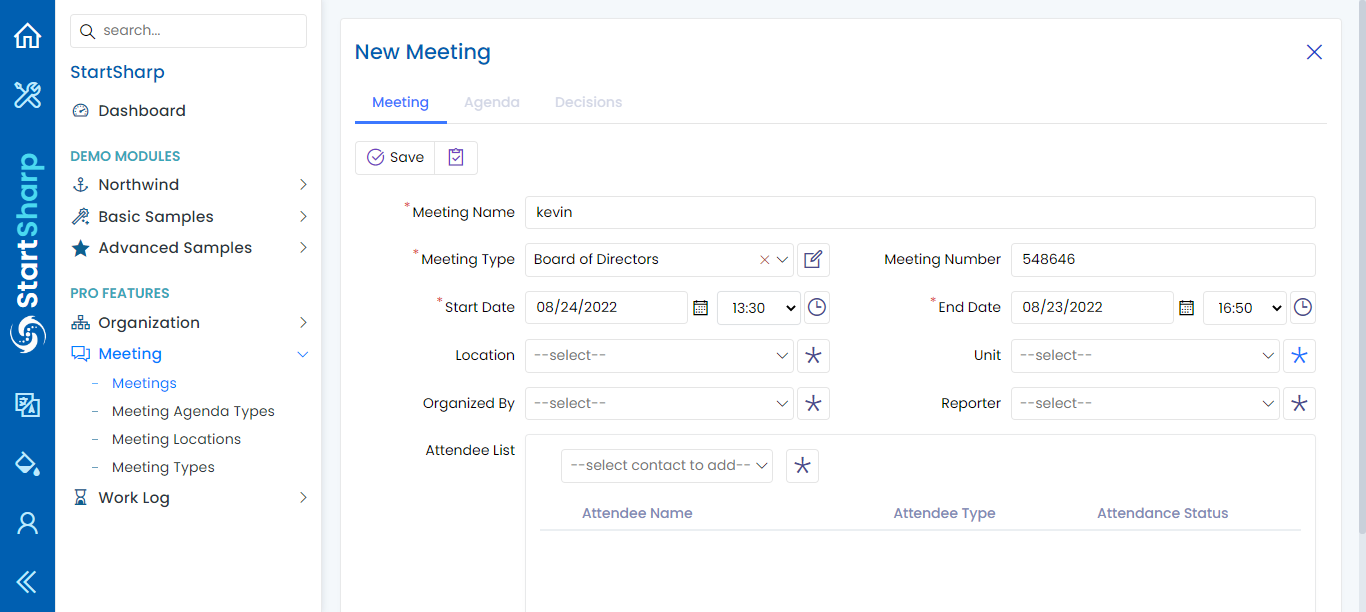 search...
StartSharp
Dashboard
DEMO MODULES
Northwind
Basic Samples
Advanced Samples
PRO FEATURES
Organization
Meeting
– Meetings
– Meeting Agenda Types
– Meeting Locations
– Meeting Types
Work Log
StartSharp
New Meeting
Meeting Agenda Decisions
Save
*Meeting Name kevin
*Meeting Type Board of Directors Meeting Number 548646
*Start Date 08/24/2022 13:30 *End Date 08/23/2022 16:50
Location --select-- Unit --select--
Organized By --select-- Reporter --select--
Attendee List --select contact to add--
Attendee Name Attendee Type Attendance Status